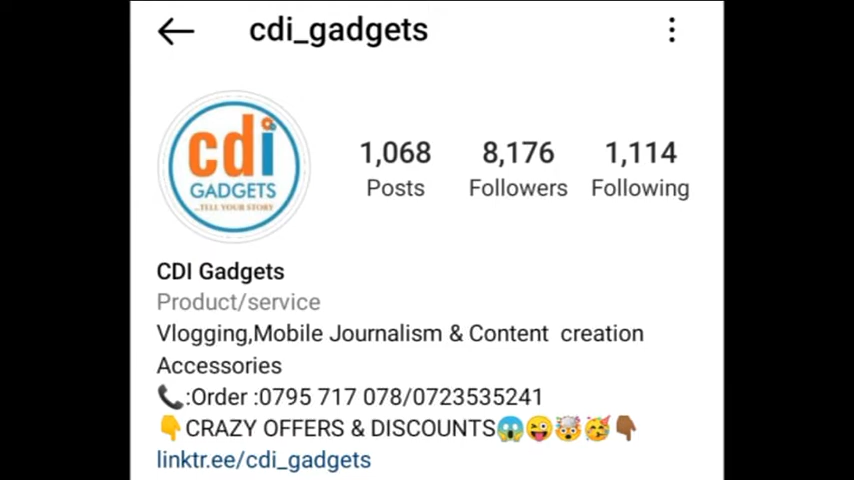 cdi_gadgets
cdi
GADGETS
..TELL YOUR STORY
1,068 8,176 1,114
Posts Followers Following
CDI Gadgets
Product/service
Vlogging,Mobile Journalism & Content creation
Accessories
📞:Order :0795 717 078/0723535241
👇CRAZY OFFERS & DISCOUNTS😱😜🤯🥳👇🏾
linktr.ee/cdi_gadgets